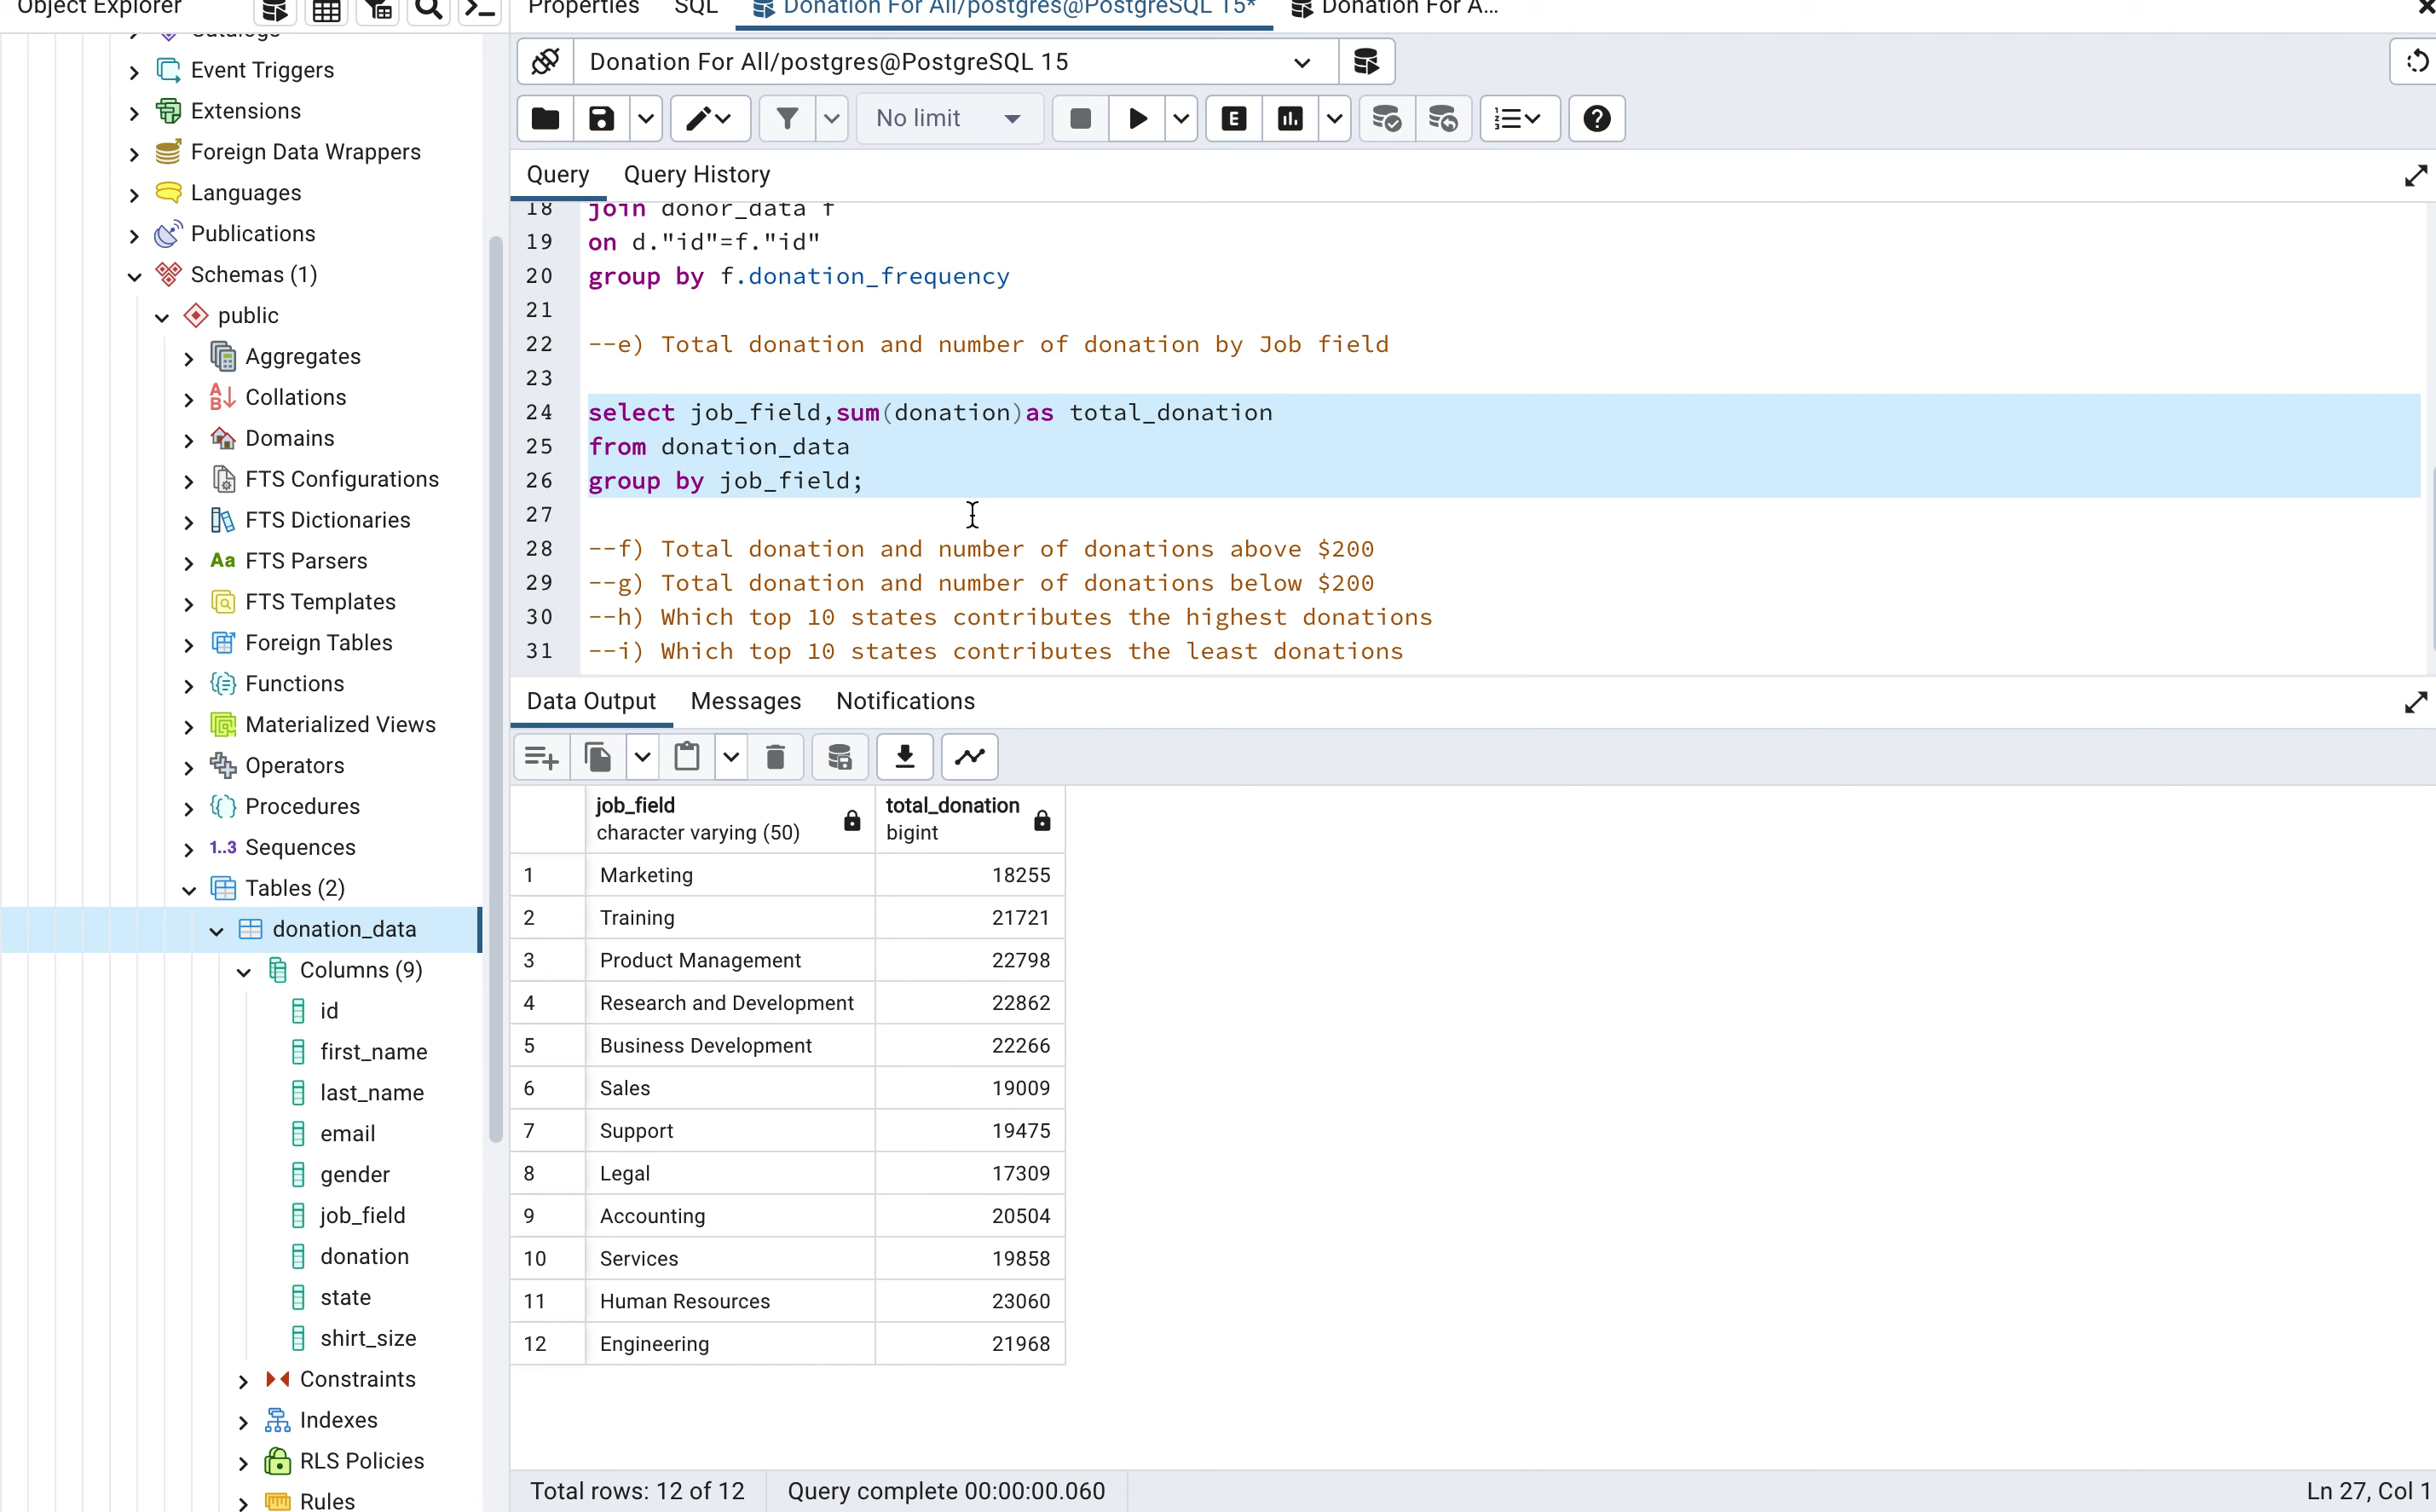 Object Explorer
Properties
SQL
Donation For All/postgres@PostgreSQL 15*
Donation For A...
Catalogs
Event Triggers
Extensions
Foreign Data Wrappers
Languages
Publications
Schemas (1)
public
Aggregates
Collations
Domains
FTS Configurations
FTS Dictionaries
Aa FTS Parsers
FTS Templates
Foreign Tables
Functions
Materialized Views
Operators
Procedures
1..3 Sequences
Tables (2)
donation_data
Columns (9)
id
first_name
last_name
email
gender
job_field
donation
state
shirt_size
Constraints
Indexes
RLS Policies
Rules
Donation For All/postgres@PostgreSQL 15
No limit
E
Query
Query History
18 join donor_data f
19 on d."id"=f."id"
20 group by f.donation_frequency
21
22 --e) Total donation and number of donation by Job field
23
24 select job_field,sum(donation)as total_donation
25 from donation_data
26 group by job_field;
27
28 --f) Total donation and number of donations above $200
29 --g) Total donation and number of donations below $200
30 --h) Which top 10 states contributes the highest donations
31 --i) Which top 10 states contributes the least donations
Data Output
Messages
Notifications
job_field total_donation
character varying (50) bigint
1 Marketing 18255
2 Training 21721
3 Product Management 22798
4 Research and Development 22862
5 Business Development 22266
6 Sales 19009
7 Support 19475
8 Legal 17309
9 Accounting 20504
10 Services 19858
11 Human Resources 23060
12 Engineering 21968
Total rows: 12 of 12
Query complete 00:00:00.060
Ln 27, Col 1